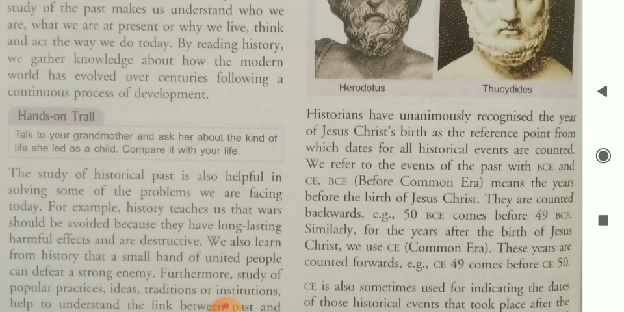 study of the past makes us understand who we
are, what we are at present or why we live, think
and act the way we do today. By reading history,
we gather knowledge about how the modern
world has evolved over centuries following a
continuous process of development.
Hands-on Trail
Talk to your grandmother and ask her about the kind of
life she led as a child. Compare it with your life.
The study of historical past is also helpful in
solving some of the problems we are facing
today. For example, history teaches us that wars
should be avoided because they have long-lasting
harmful effects and are destructive. We also learn
from history that a small band of united people
can defeat a strong enemy. Furthermore, study of
popular practices, ideas, traditions or institutions,
help to understand the link between past and
Herodotus
Thucydides
Historians have unanimously recognised the year
of Jesus Christ's birth as the reference point from
which dates for all historical events are counted.
We refer to the events of the past with BCE and
CE. BCE (Before Common Era) means the years
before the birth of Jesus Christ. They are counted
backwards, e.g., 50 BCE comes before 49 BCE.
Similarly, for the years after the birth of Jesus
Christ, we use CE (Common Era). These years are
counted forwards, e.g., CE 49 comes before CE 50.
CE is also sometimes used for indicating the dates
of those historical events that took place after the